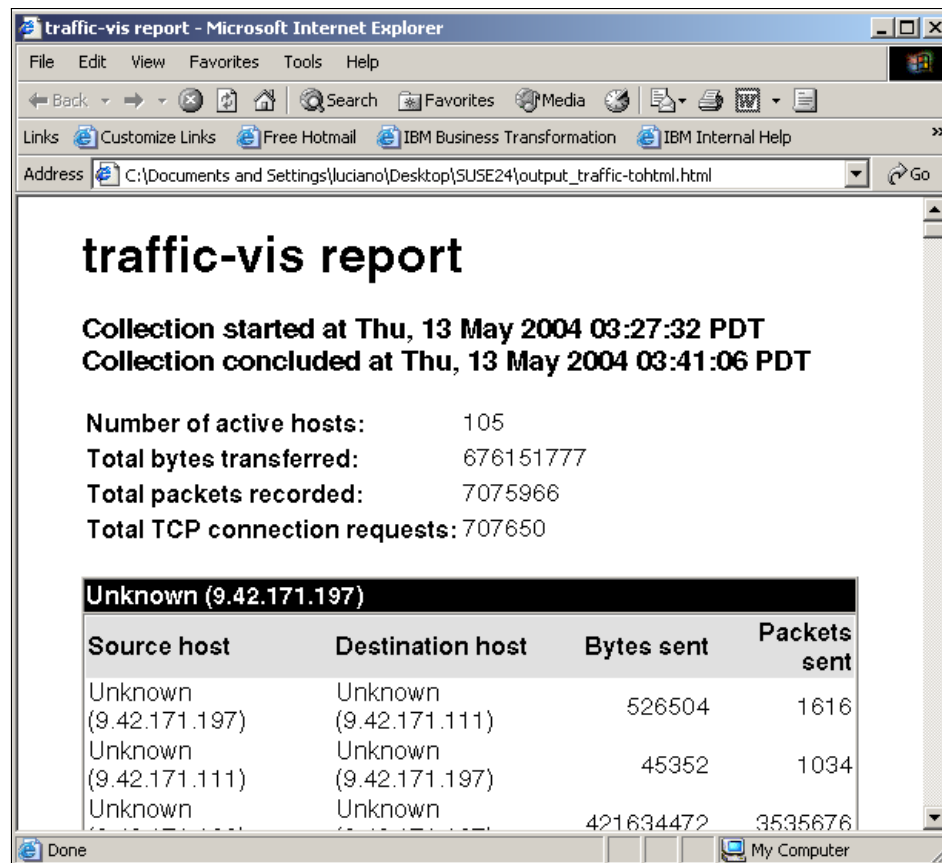 traffic-vis report - Microsoft Internet Explorer
File Edit View Favorites Tools Help
Back Search Favorites Media
Links Customize Links Free Hotmail IBM Business Transformation IBM Internal Help »
Address C:\Documents and Settings\luciano\Desktop\SUSE24\output_traffic-tohtml.html Go
traffic-vis report
Collection started at Thu, 13 May 2004 03:27:32 PDT
Collection concluded at Thu, 13 May 2004 03:41:06 PDT
Number of active hosts: 105
Total bytes transferred: 676151777
Total packets recorded: 7075966
Total TCP connection requests: 707650
Unknown (9.42.171.197)
Source host Destination host Bytes sent Packets sent
Unknown (9.42.171.197) Unknown (9.42.171.111) 526504 1616
Unknown (9.42.171.111) Unknown (9.42.171.197) 45352 1034
Unknown Unknown 421634472 3535676
Done My Computer